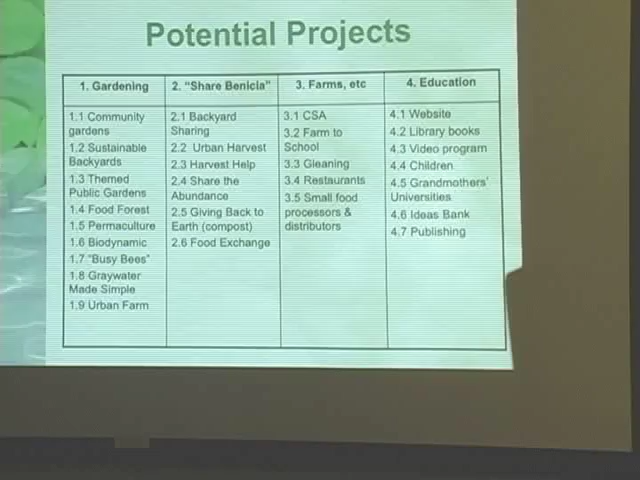 Potential Projects
1. Gardening
1.1 Community
gardens
1.2 Sustainable
Backyards
1.3 Themed
Public Gardens
1.4 Food Forest
1.5 Permaculture
1.6 Biodynamic
1.7 "Busy Bees"
1.8 Graywater
Made Simple
1.9 Urban Farm
2. "Share Benicia"
2.1 Backyard
Sharing
2.2 Urban Harvest
2.3 Harvest Help
2.4 Share the
Abundance
2.5 Giving Back to
Earth (compost)
2.6 Food Exchange
3. Farms, etc
3.1 CSA
3.2 Farm to
School
3.3 Gleaning
3.4 Restaurants
3.5 Small food
processors &
distributors
4. Education
4.1 Website
4.2 Library books
4.3 Video program
4.4 Children
4.5 Grandmothers'
Universities
4.6 Ideas Bank
4.7 Publishing